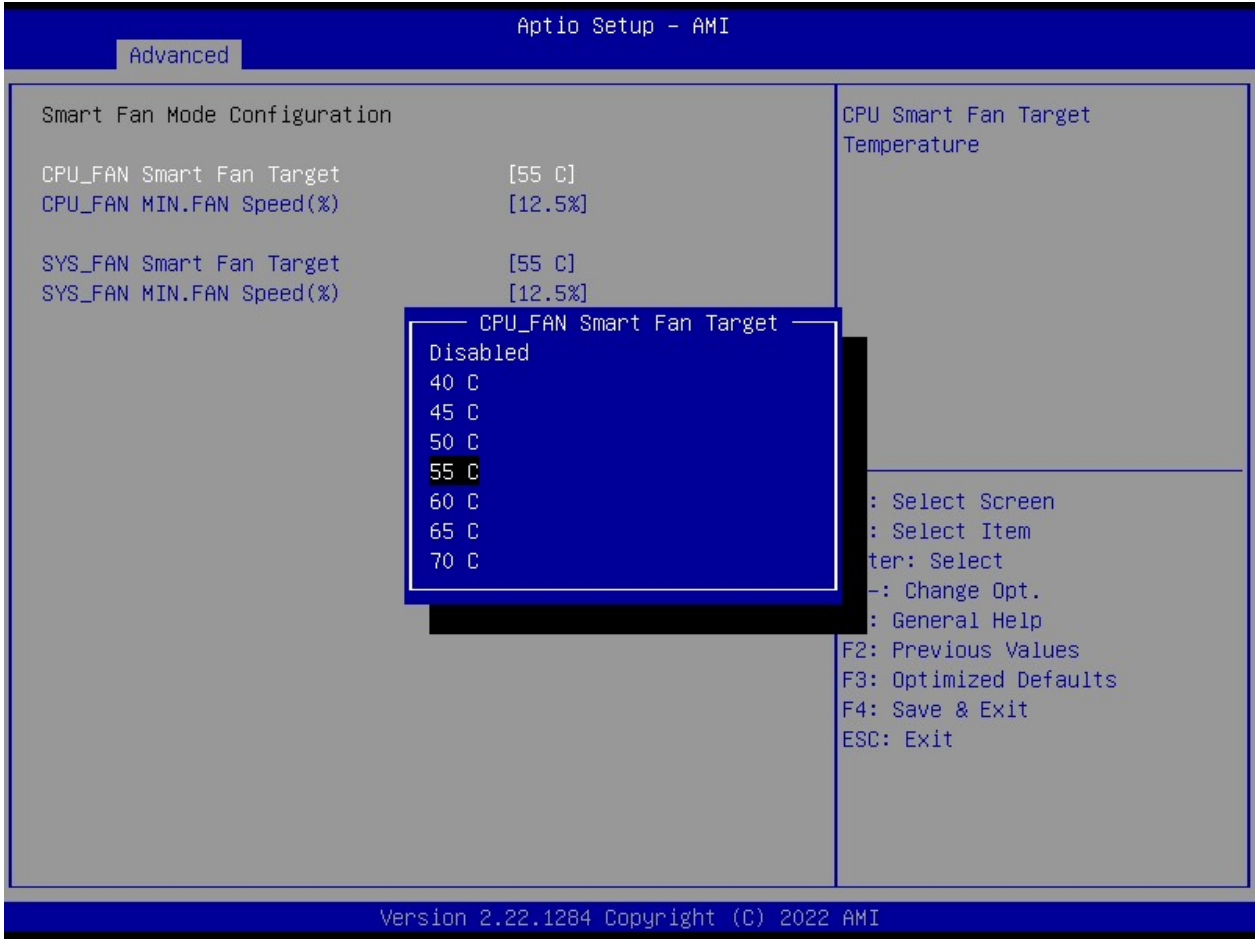 Aptio Setup - AMI
Advanced
Smart Fan Mode Configuration
CPU_FAN Smart Fan Target [55 C]
CPU_FAN MIN.FAN Speed(%) [12.5%]
SYS_FAN Smart Fan Target [55 C]
SYS_FAN MIN.FAN Speed(%) [12.5%]
CPU_FAN Smart Fan Target
Disabled
40 C
45 C
50 C
55 C
60 C
65 C
70 C
CPU Smart Fan Target
Temperature
: Select Screen
: Select Item
: Select
-: Change Opt.
: General Help
F2: Previous Values
F3: Optimized Defaults
F4: Save & Exit
ESC: Exit
Version 2.22.1284 Copyright (C) 2022 AMI